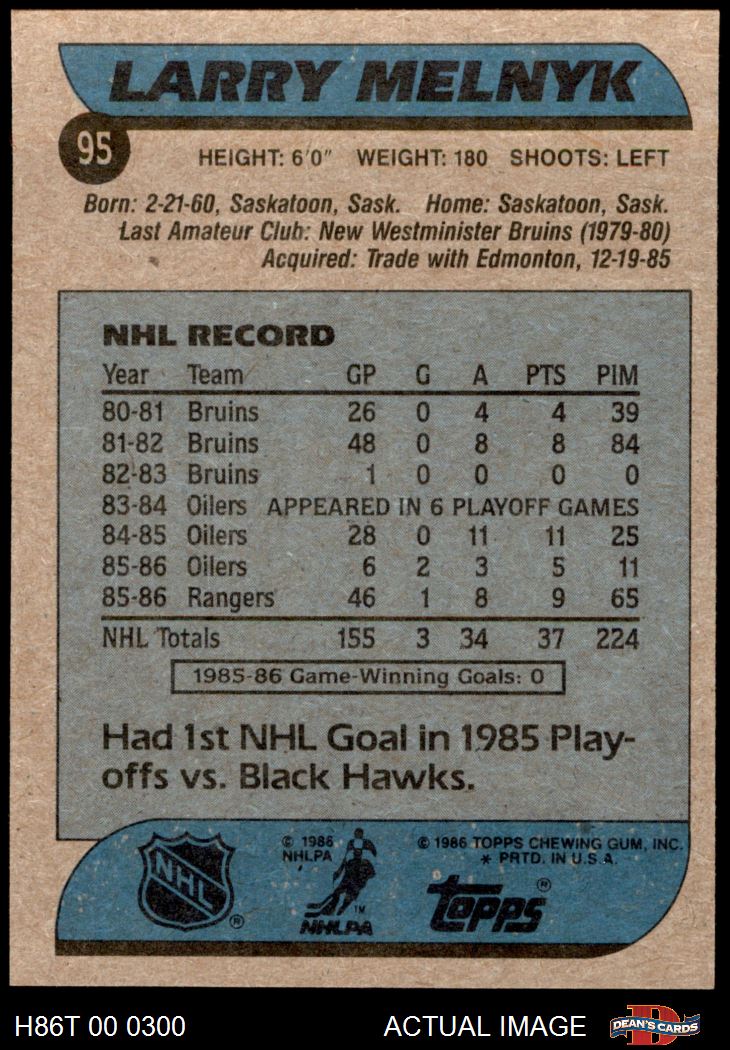 LARRY MELNYK
95
HEIGHT: 6'0" WEIGHT: 180 SHOOTS: LEFT
Born: 2-21-60, Saskatoon, Sask. Home: Saskatoon, Sask.
Last Amateur Club: New Westminister Bruins (1979-80)
Acquired: Trade with Edmonton, 12-19-85
NHL RECORD
Year Team GP G A PTS PIM
80-81 Bruins 26 0 4 4 39
81-82 Bruins 48 0 8 8 84
82-83 Bruins 1 0 0 0 0
83-84 Oilers APPEARED IN 6 PLAYOFF GAMES
84-85 Oilers 28 0 11 11 25
85-86 Oilers 6 2 3 5 11
85-86 Rangers 46 1 8 9 65
NHL Totals 155 3 34 37 224
1985-86 Game-Winning Goals: 0
Had 1st NHL Goal in 1985 Play-
offs vs. Black Hawks.
NHL ®
© 1986
NHLPA
TM
NHLPA
© 1986 TOPPS CHEWING GUM, INC.
* PRTD. IN U.S.A.
topps ®
H86T 00 0300 ACTUAL IMAGE
D
DEAN'S CARDS